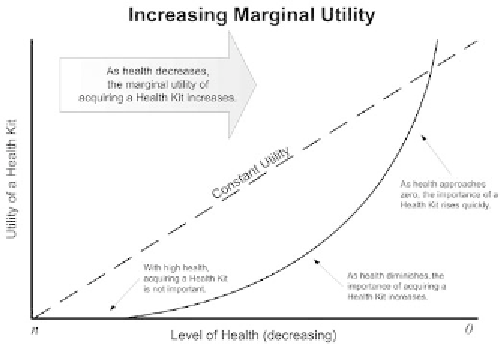 Increasing Marginal Utility
As health decreases,
the marginal utility of
acquiring a Health Kit increases.
Utility of a Health Kit
Constant Utility
As health approaches
zero, the importance of a
Health Kit rises quickly.
With high health,
acquiring a Health Kit
is not important.
As health diminishes the
importance of acquiring a
Health Kit increases.
n
Level of Health (decreasing)
0